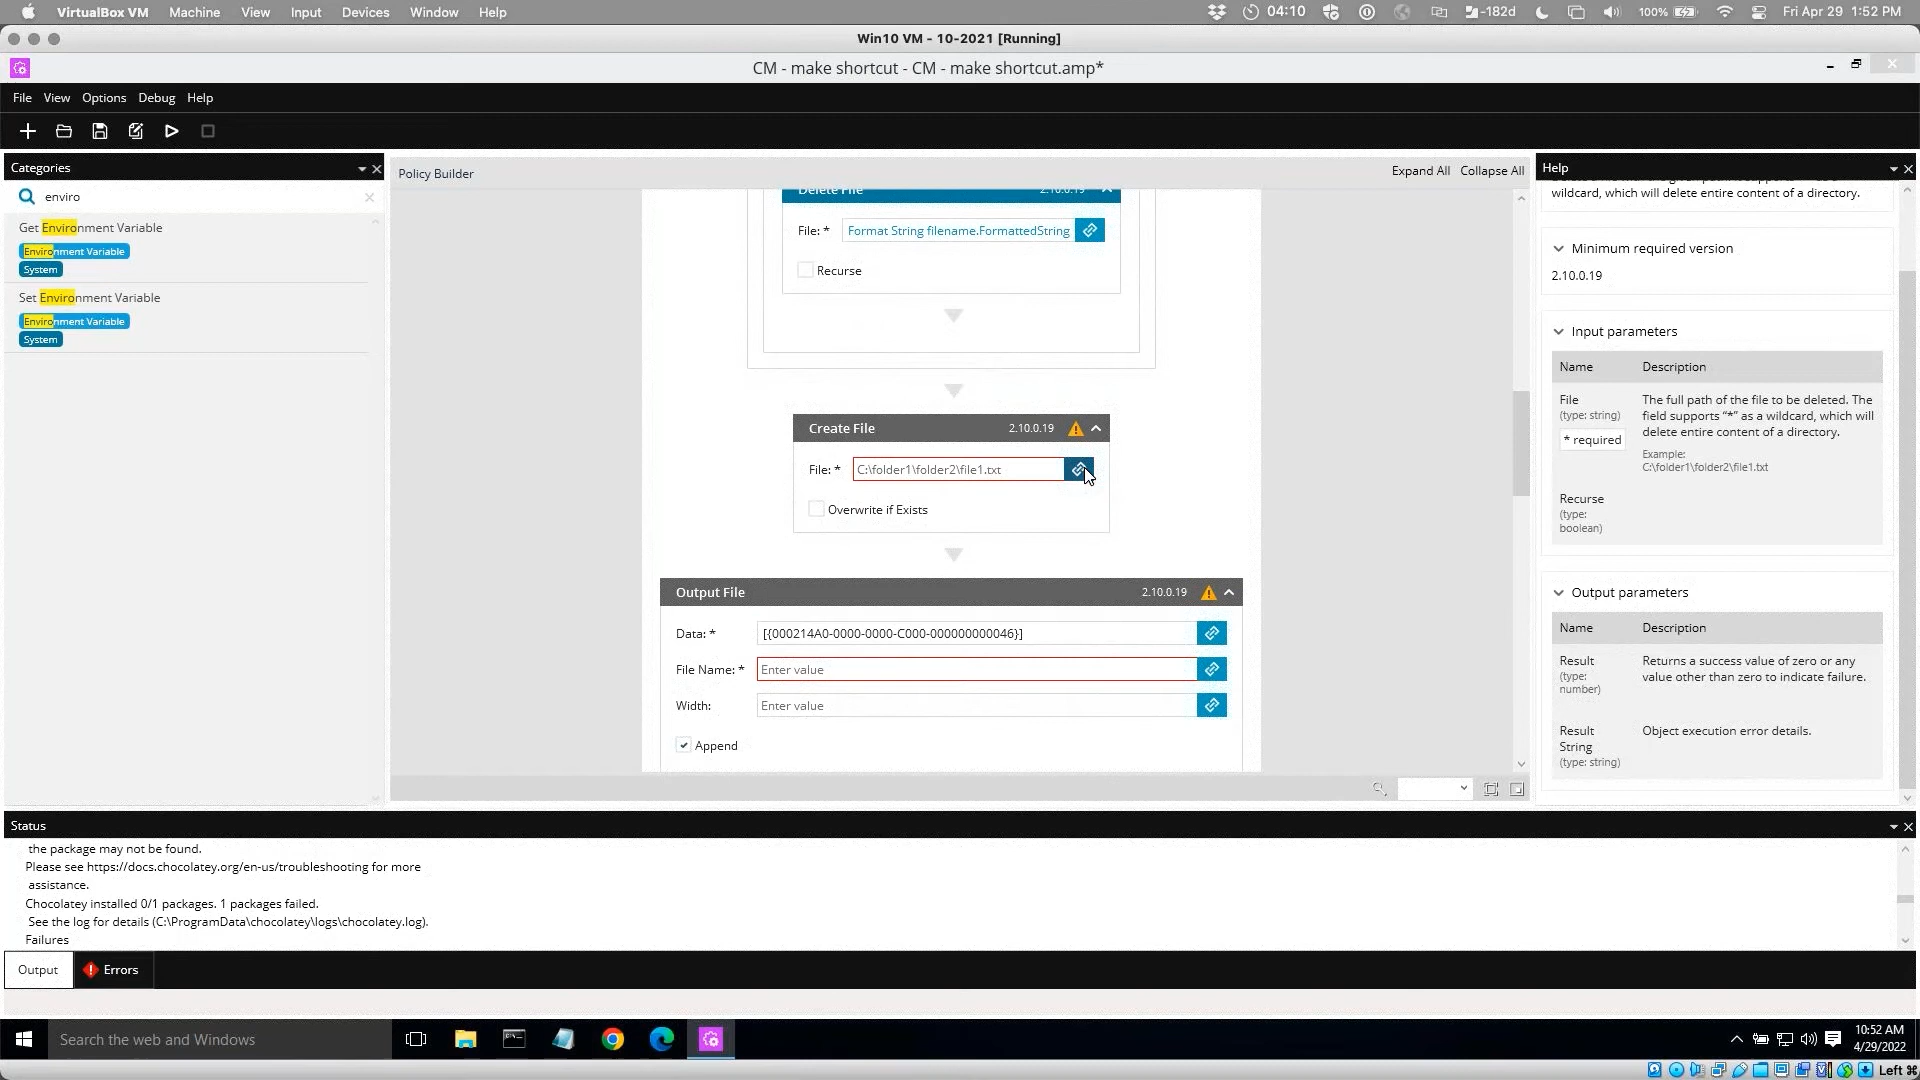 VirtualBox VM Machine View Input Devices Window Help 04:10 -182d 100% Fri Apr 29 1:52 PM
Win10 VM - 10-2021 [Running]
CM - make shortcut - CM - make shortcut.amp*
File View Options Debug Help
Categories
enviro
Get Environment Variable
Environment Variable
System
Set Environment Variable
Environment Variable
System
Policy Builder
Expand All Collapse All
Delete File 2.10.0.19
File: * Format String filename.FormattedString
Recurse
Create File 2.10.0.19
File: * C:\folder1\folder2\file1.txt
Overwrite if Exists
Output File 2.10.0.19
Data: * [{000214A0-0000-0000-C000-000000000046}]
File Name: * Enter value
Width: Enter value
Append
Help
wildcard, which will delete entire content of a directory.
Minimum required version
2.10.0.19
Input parameters
Name Description
File
(type: string)
* required
The full path of the file to be deleted. The
field supports “*” as a wildcard, which will
delete entire content of a directory.
Example:
C:\folder1\folder2\file1.txt
Recurse
(type:
boolean)
Output parameters
Name Description
Result
(type:
number)
Returns a success value of zero or any
value other than zero to indicate failure.
Result
String
(type: string)
Object execution error details.
Status
the package may not be found.
Please see https://docs.chocolatey.org/en-us/troubleshooting for more
assistance.
Chocolatey installed 0/1 packages. 1 packages failed.
See the log for details (C:\ProgramData\chocolatey\logs\chocolatey.log).
Failures
Output Errors
Search the web and Windows
10:52 AM
4/29/2022
Left ⌘